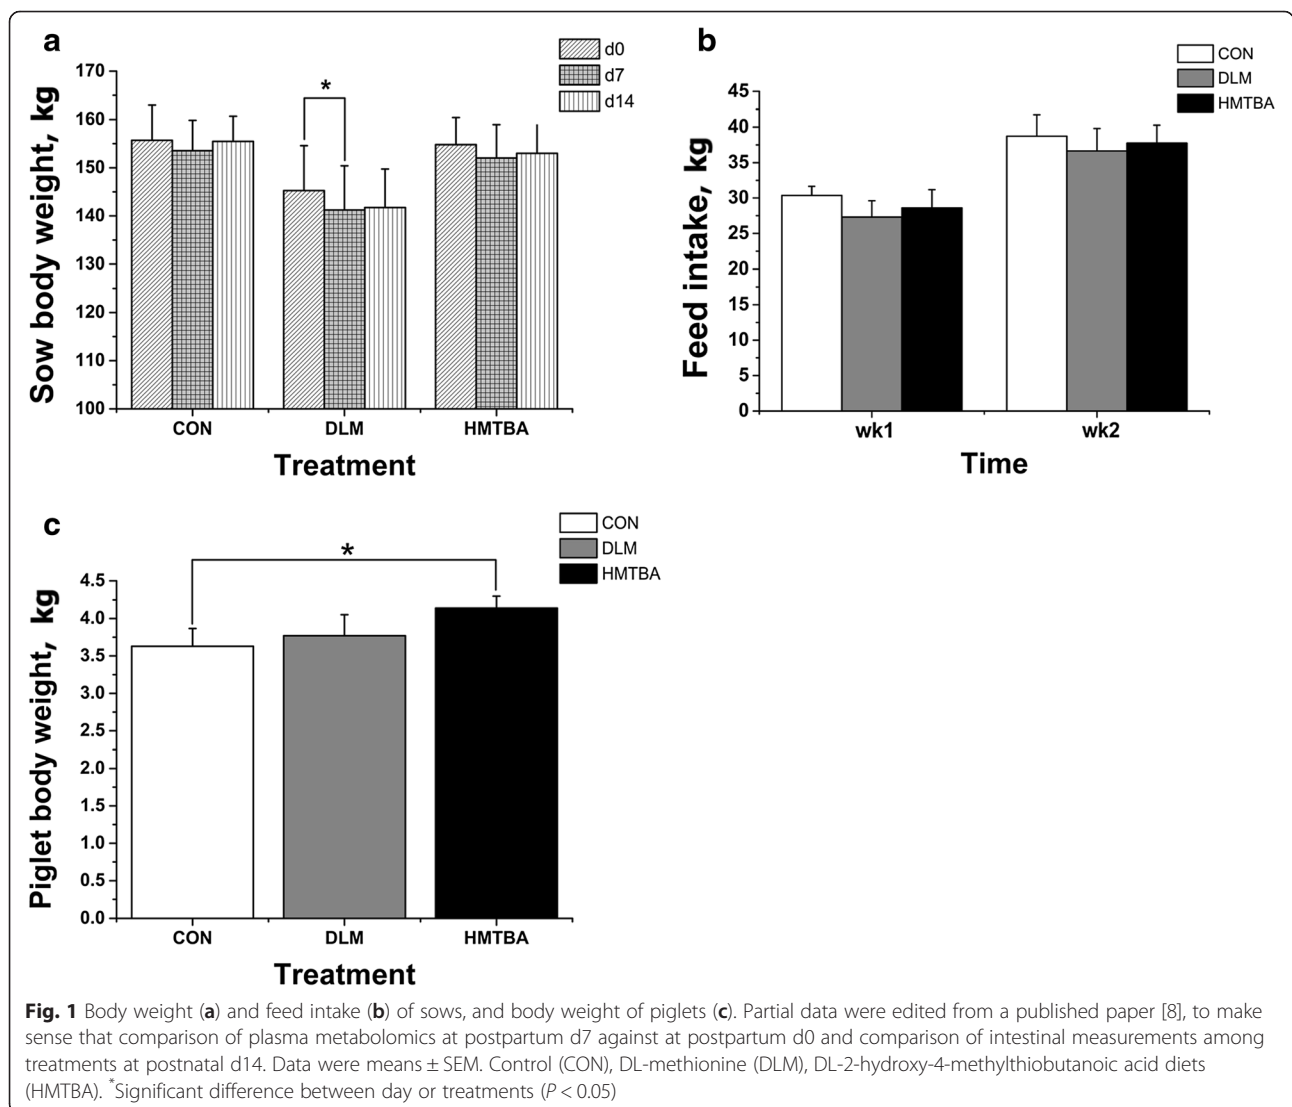 a
d0
d7
d14
170
160
150
140
130
120
110
100
Sow body weight, kg
*
CON
DLM
HMTBA
Treatment
b
CON
DLM
HMTBA
45
40
35
30
25
20
15
10
5
0
Feed intake, kg
wk1
wk2
Time
c
CON
DLM
HMTBA
*
4.5
4.0
3.5
3.0
2.5
2.0
1.5
1.0
0.5
0.0
Piglet body weight, kg
CON
DLM
HMTBA
Treatment
Fig. 1 Body weight (a) and feed intake (b) of sows, and body weight of piglets (c). Partial data were edited from a published paper [8], to make
sense that comparison of plasma metabolomics at postpartum d7 against at postpartum d0 and comparison of intestinal measurements among
treatments at postnatal d14. Data were means ± SEM. Control (CON), DL-methionine (DLM), DL-2-hydroxy-4-methylthiobutanoic acid diets
(HMTBA). *Significant difference between day or treatments (P < 0.05)